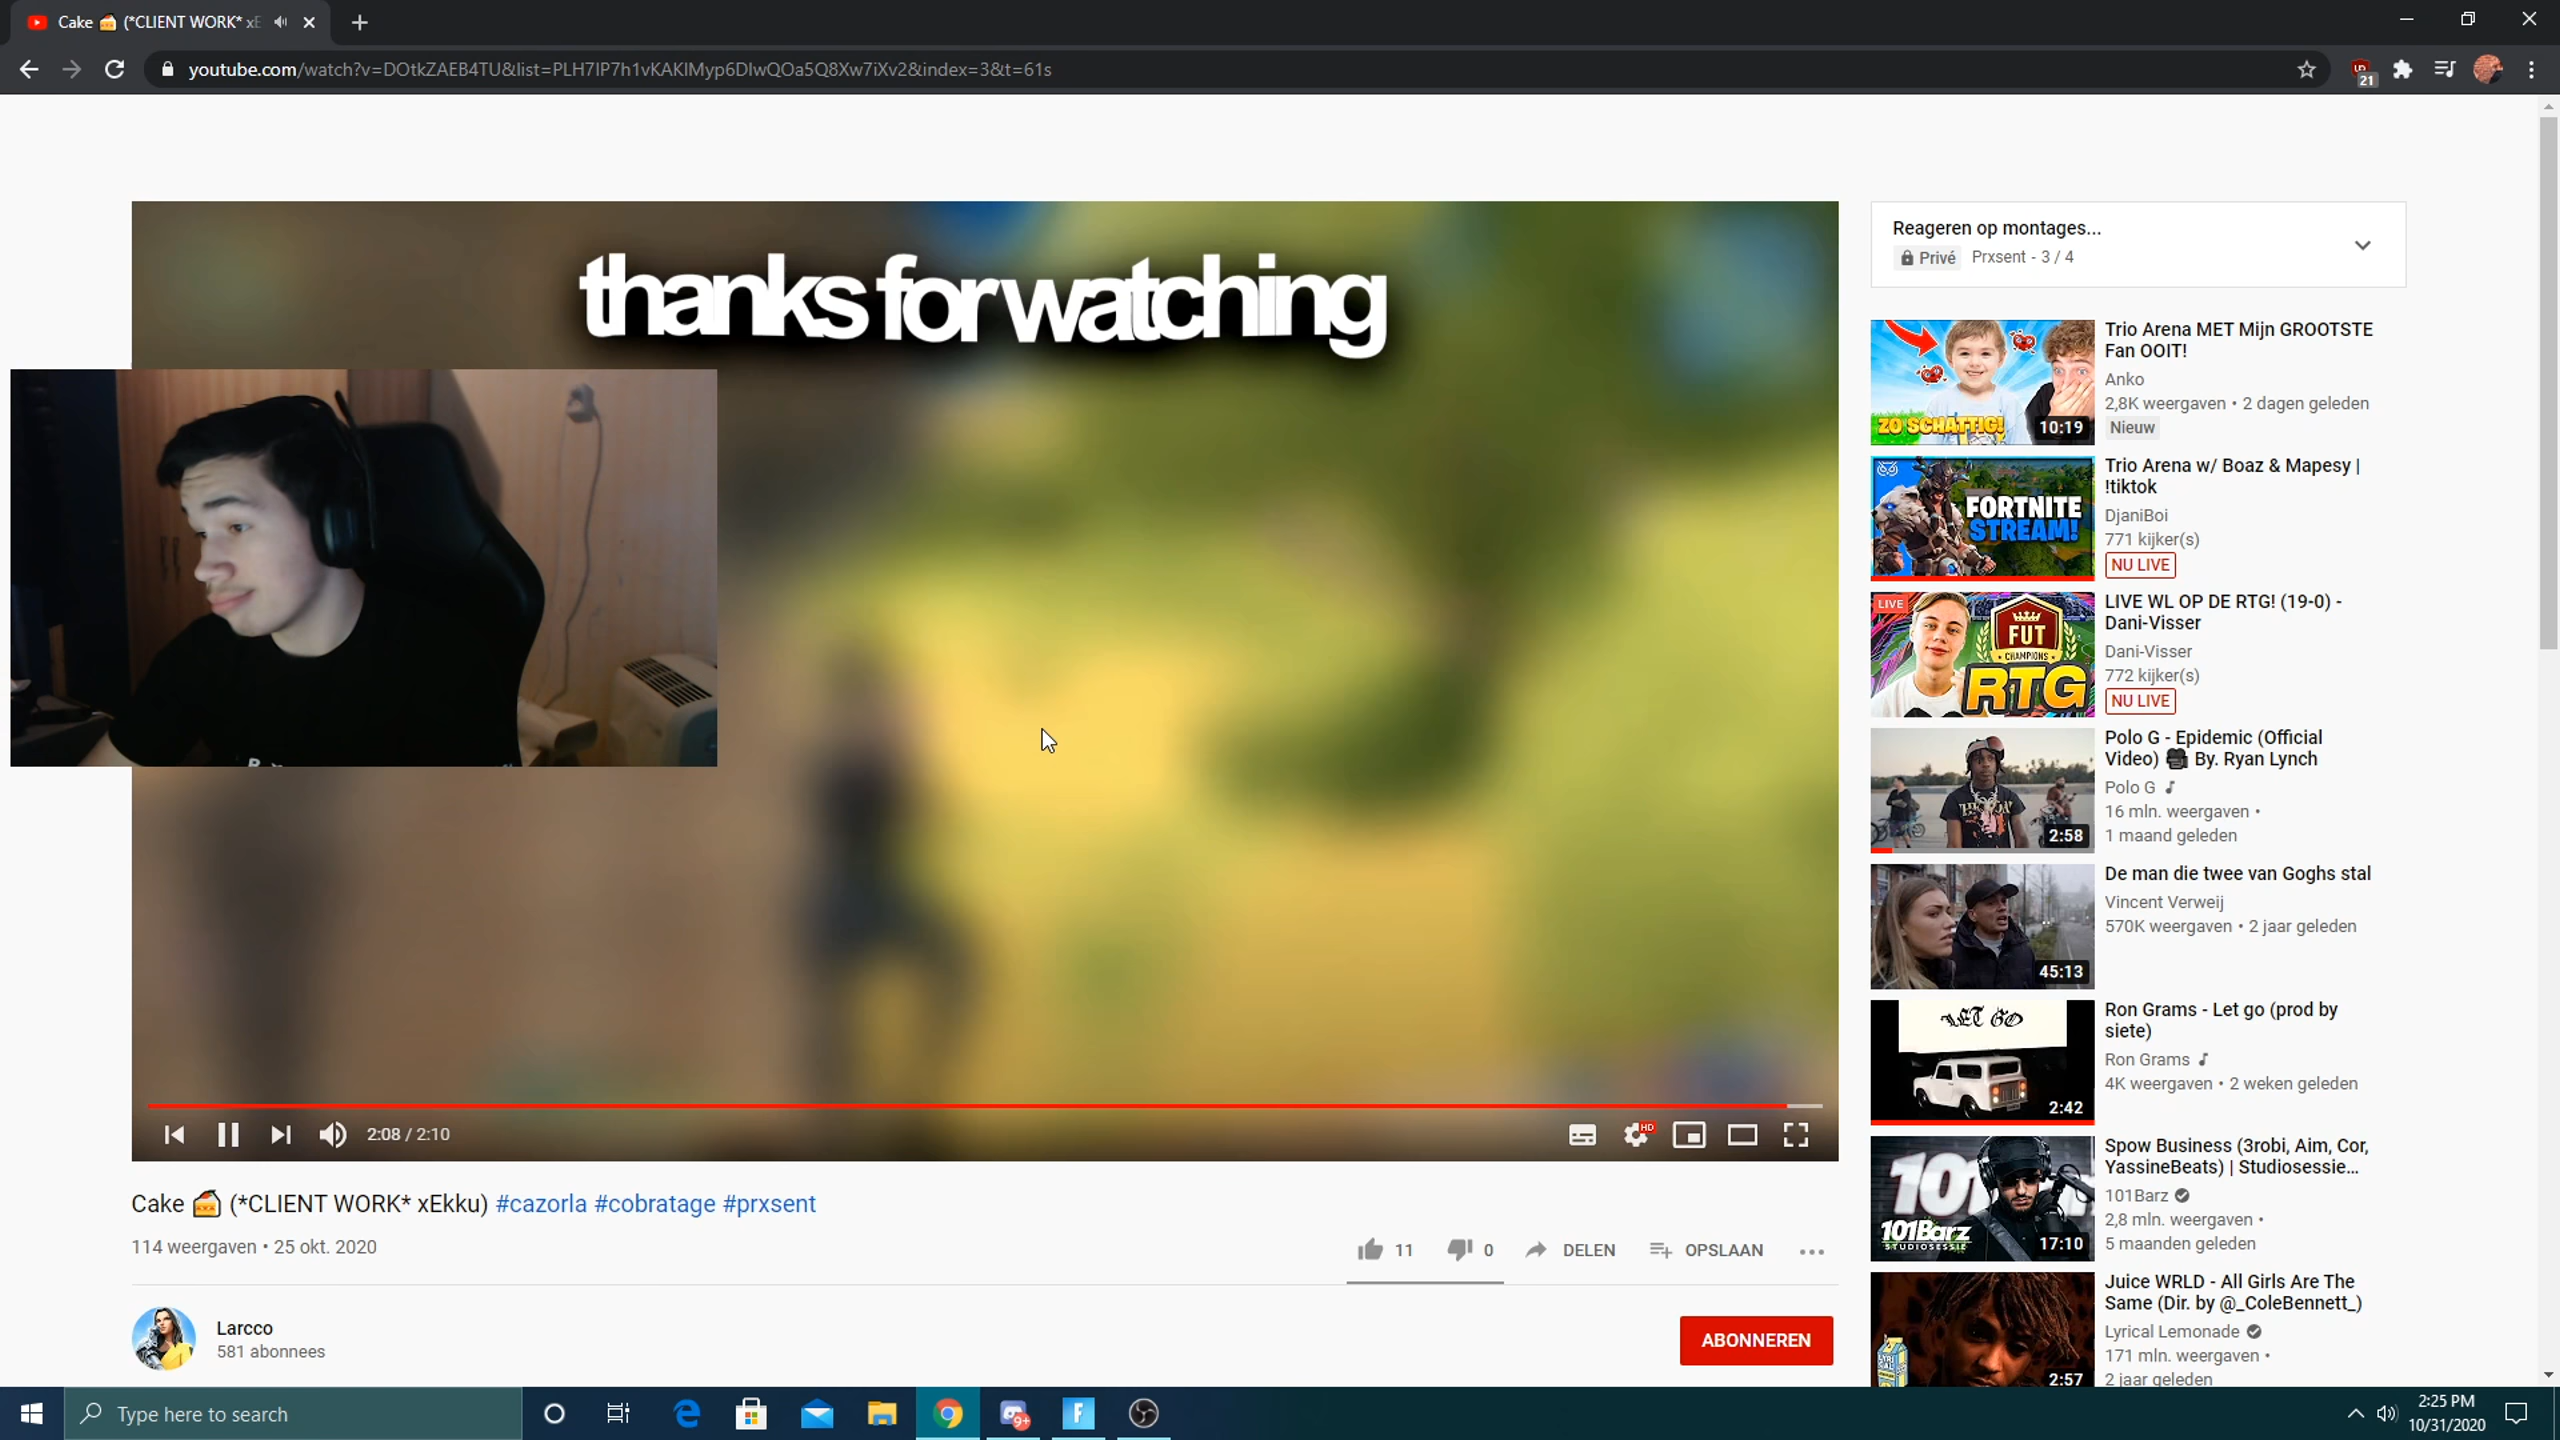 Cake 🍰 (*CLIENT WORK* xE
youtube.com/watch?v=DOtkZAEB4TU&list=PLH7IP7h1vKAKIMyp6DIwQOa5Q8Xw7iXv2&index=3&t=61s
21
thanks for watching
2:08 / 2:10
HD
Cake 🍰 (*CLIENT WORK* xEkku) #cazorla #cobratage #prxsent
114 weergaven • 25 okt. 2020
11
0
DELEN
OPSLAAN
Larcco
581 abonnees
ABONNEREN
Reageren op montages...
Privé Prxsent - 3 / 4
ZO SCHATTIG!
10:19
Trio Arena MET Mijn GROOTSTE
Fan OOIT!
Anko
2,8K weergaven • 2 dagen geleden
Nieuw
FORTNITE
STREAM!
Trio Arena w/ Boaz & Mapesy |
!tiktok
DjaniBoi
771 kijker(s)
NU LIVE
LIVE
FUT
CHAMPIONS
RTG
LIVE WL OP DE RTG! (19-0) -
Dani-Visser
Dani-Visser
772 kijker(s)
NU LIVE
2:58
Polo G - Epidemic (Official
Video) 🎥 By. Ryan Lynch
Polo G
16 mln. weergaven •
1 maand geleden
45:13
De man die twee van Goghs stal
Vincent Verweij
570K weergaven • 2 jaar geleden
LET GO
2:42
Ron Grams - Let go (prod by
siete)
Ron Grams
4K weergaven • 2 weken geleden
101
101Barz
STUDIOSESSIE
17:10
Spow Business (3robi, Aim, Cor,
YassineBeats) | Studiosessie...
101Barz
2,8 mln. weergaven •
5 maanden geleden
2:57
Juice WRLD - All Girls Are The
Same (Dir. by @_ColeBennett_)
Lyrical Lemonade
171 mln. weergaven •
2 jaar geleden
Type here to search
9+
2:25 PM
10/31/2020